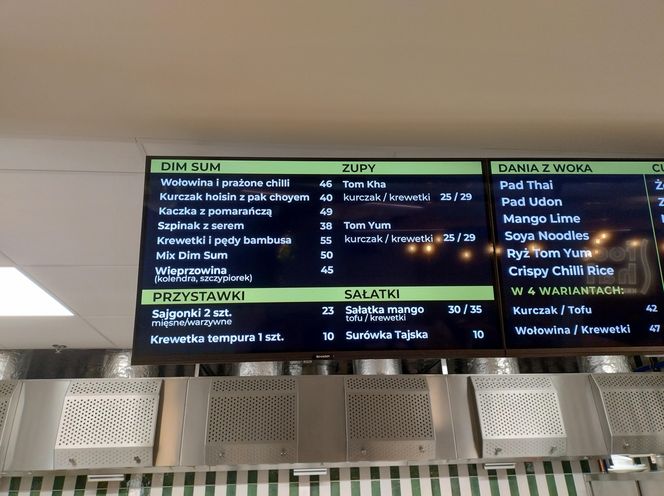 DIM SUM
Wołowina i prażone chilli 46
Kurczak hoisin z pak choyem 40
Kaczka z pomarańczą 49
Szpinak z serem 38
Krewetki i pędy bambusa 55
Mix Dim Sum 50
Wieprzowina 45
(kolendra, szczypiorek)
ZUPY
Tom Kha
kurczak / krewetki 25 / 29
Tom Yum
kurczak / krewetki 25 / 29
PRZYSTAWKI
Sajgonki 2 szt. 23
mięsne/warzywne
Krewetka tempura 1 szt. 10
SAŁATKI
Sałatka mango 30 / 35
tofu / krewetki
Surówka Tajska 10
DANIA Z WOKA
Pad Thai
Pad Udon
Mango Lime
Soya Noodles
Ryż Tom Yum
Crispy Chilli Rice
W 4 WARIANTACH:
Kurczak / Tofu 42
Wołowina / Krewetki 47